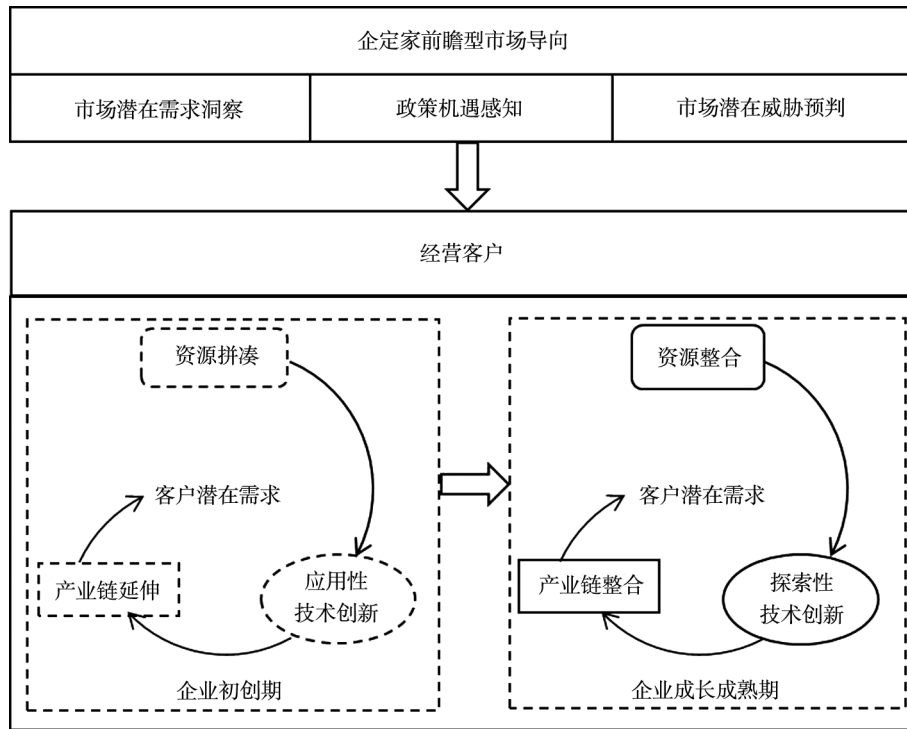 企定家前瞻型市场导向
市场潜在需求洞察
政策机遇感知
市场潜在威胁预判
经营客户
资源拼凑
客户潜在需求
产业链延伸
应用性
技术创新
企业初创期
资源整合
客户潜在需求
产业链整合
探索性
技术创新
企业成长成熟期